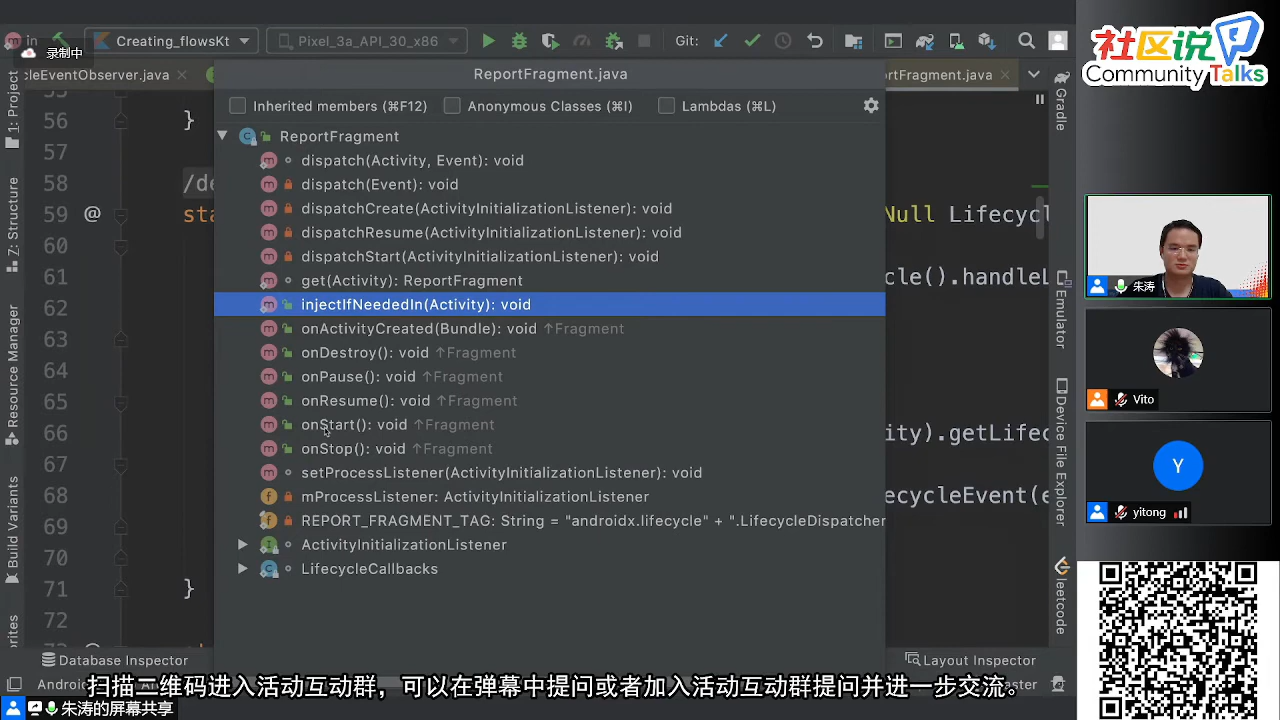 Creating_flowsKt
Pixel_3a_API_30
Git:
录制中
leEventObserver.java
ReportFragment.java
rtFragment.java
Inherited members (⌘F12)
Anonymous Classes (⌘I)
Lambdas (⌘L)
ReportFragment
dispatch(Activity, Event): void
dispatch(Event): void
dispatchCreate(ActivityInitializationListener): void
dispatchResume(ActivityInitializationListener): void
dispatchStart(ActivityInitializationListener): void
get(Activity): ReportFragment
injectIfNeededIn(Activity): void
onActivityCreated(Bundle): void ↑Fragment
onDestroy(): void ↑Fragment
onPause(): void ↑Fragment
onResume(): void ↑Fragment
onStart(): void ↑Fragment
onStop(): void ↑Fragment
setProcessListener(ActivityInitializationListener): void
mProcessListener: ActivityInitializationListener
"androidx.lifecycle" + ".LifecycleDispatcher
ActivityInitializationListener
LifecycleCallbacks
56 }
57
58 /de
59 @ sta
Null Lifecyc
60
61
cle().handleL
62
63
64
65
66
ity).getLifec
67
68
ecycleEvent(e
69
70
71 }
72
1: Project
Z: Structure
Resource Manager
Build Variants
Gradle
Emulator
Device File Explorer
leetcode
Database Inspector
Layout Inspector
社区说
Community Talks
朱涛
Vito
Y
yitong
扫描二维码进入活动互动群，可以在弹幕中提问或者加入活动互动群提问并进一步交流。
朱涛的屏幕共享